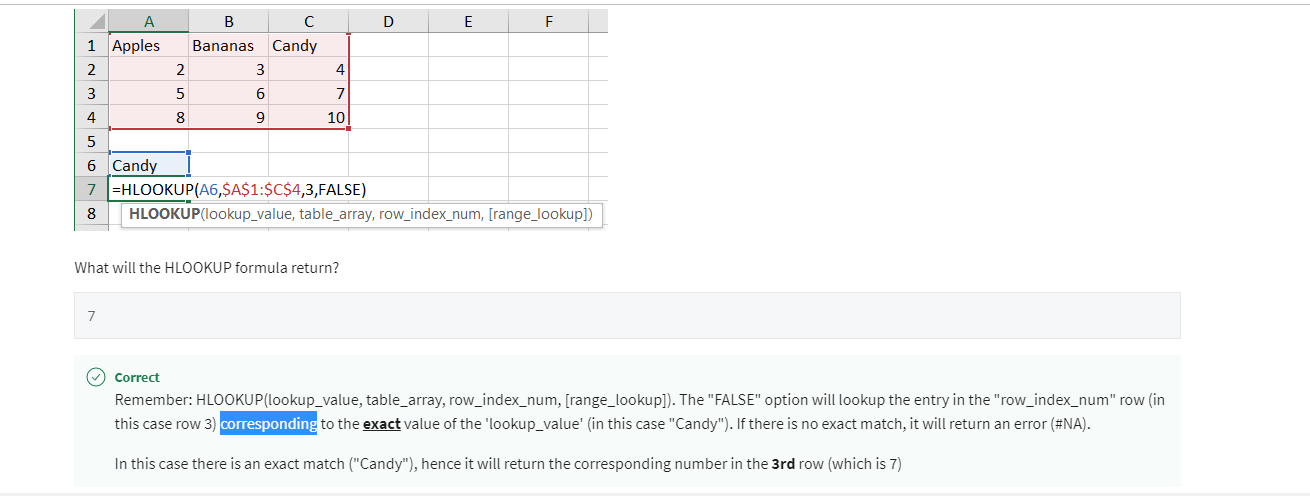 A B C D E F
1 Apples Bananas Candy
2 2 3 4
3 5 6 7
4 8 9 10
5
6 Candy
7 =HLOOKUP(A6,$A$1:$C$4,3,FALSE)
8 HLOOKUP(lookup_value, table_array, row_index_num, [range_lookup])
What will the HLOOKUP formula return?
7
Correct
Remember: HLOOKUP(lookup_value, table_array, row_index_num, [range_lookup]). The "FALSE" option will lookup the entry in the "row_index_num" row (in
this case row 3) corresponding to the exact value of the 'lookup_value' (in this case "Candy"). If there is no exact match, it will return an error (#NA).
In this case there is an exact match ("Candy"), hence it will return the corresponding number in the 3rd row (which is 7)